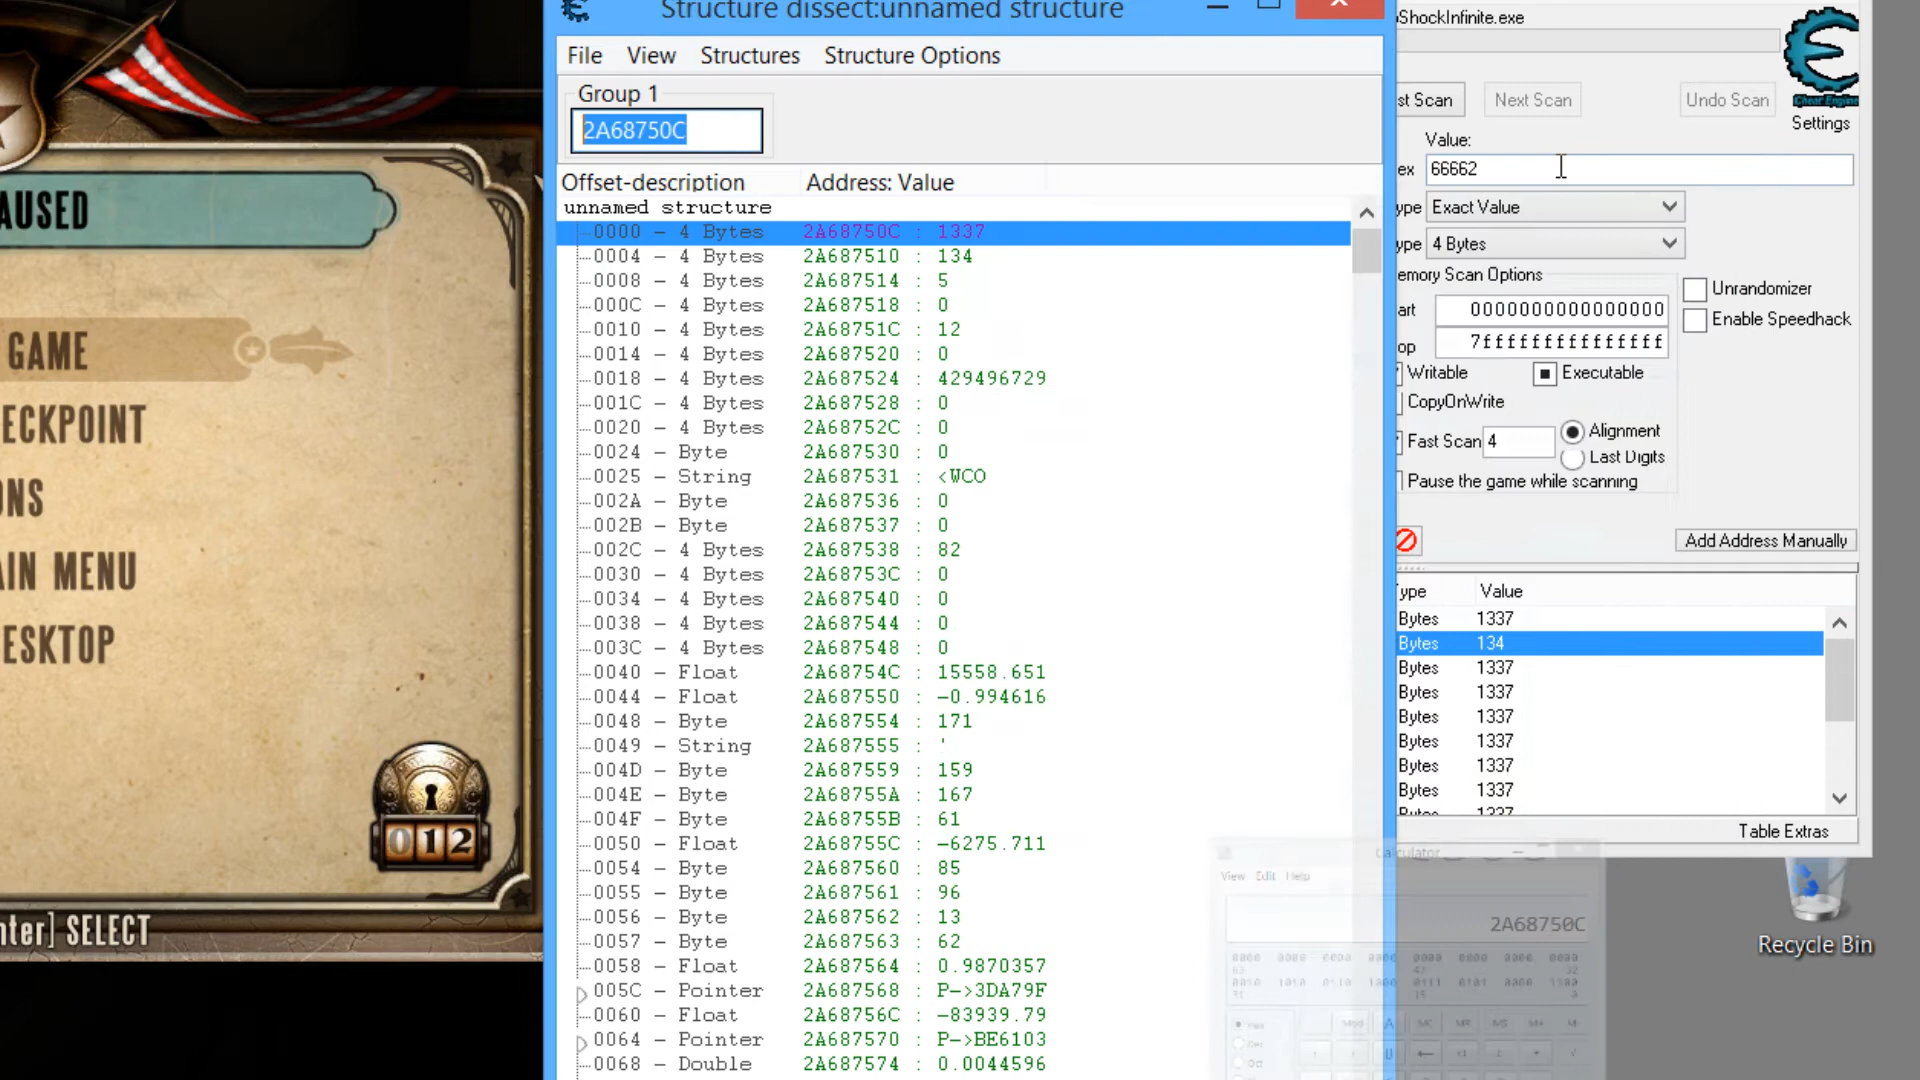 Structure dissect:unnamed structure
File View Structures Structure Options
Group 1
2A68750C
Offset-description Address: Value
unnamed structure
0000 - 4 Bytes 2A68750C : 1337
0004 - 4 Bytes 2A687510 : 134
0008 - 4 Bytes 2A687514 : 5
000C - 4 Bytes 2A687518 : 0
0010 - 4 Bytes 2A68751C : 12
0014 - 4 Bytes 2A687520 : 0
0018 - 4 Bytes 2A687524 : 429496729
001C - 4 Bytes 2A687528 : 0
0020 - 4 Bytes 2A68752C : 0
0024 - Byte 2A687530 : 0
0025 - String 2A687531 : <WCO
002A - Byte 2A687536 : 0
002B - Byte 2A687537 : 0
002C - 4 Bytes 2A687538 : 82
0030 - 4 Bytes 2A68753C : 0
0034 - 4 Bytes 2A687540 : 0
0038 - 4 Bytes 2A687544 : 0
003C - 4 Bytes 2A687548 : 0
0040 - Float 2A68754C : 15558.651
0044 - Float 2A687550 : -0.994616
0048 - Byte 2A687554 : 171
0049 - String 2A687555 : '
004D - Byte 2A687559 : 159
004E - Byte 2A68755A : 167
004F - Byte 2A68755B : 61
0050 - Float 2A68755C : -6275.711
0054 - Byte 2A687560 : 85
0055 - Byte 2A687561 : 96
0056 - Byte 2A687562 : 13
0057 - Byte 2A687563 : 62
0058 - Float 2A687564 : 0.9870357
005C - Pointer 2A687568 : P->3DA79F
0060 - Float 2A68756C : -83939.79
0064 - Pointer 2A687570 : P->BE6103
0068 - Double 2A687574 : 0.0044596
AUSED
GAME
ECKPOINT
ONS
AIN MENU
ESKTOP
012
nter] SELECT
oShockInfinite.exe
st Scan Next Scan Undo Scan
Cheat Engine
Settings
Value:
ex 66662
ype Exact Value
ype 4 Bytes
emory Scan Options
art 0000000000000000
op 7fffffffffffffff
Unrandomizer
Enable Speedhack
Writable Executable
CopyOnWrite
Fast Scan 4 Alignment
Last Digits
Pause the game while scanning
Add Address Manually
ype Value
Bytes 1337
Bytes 134
Bytes 1337
Bytes 1337
Bytes 1337
Bytes 1337
Bytes 1337
Bytes 1337
Bytes 1337
Table Extras
Calculator
View Edit Help
2A68750C
Recycle Bin